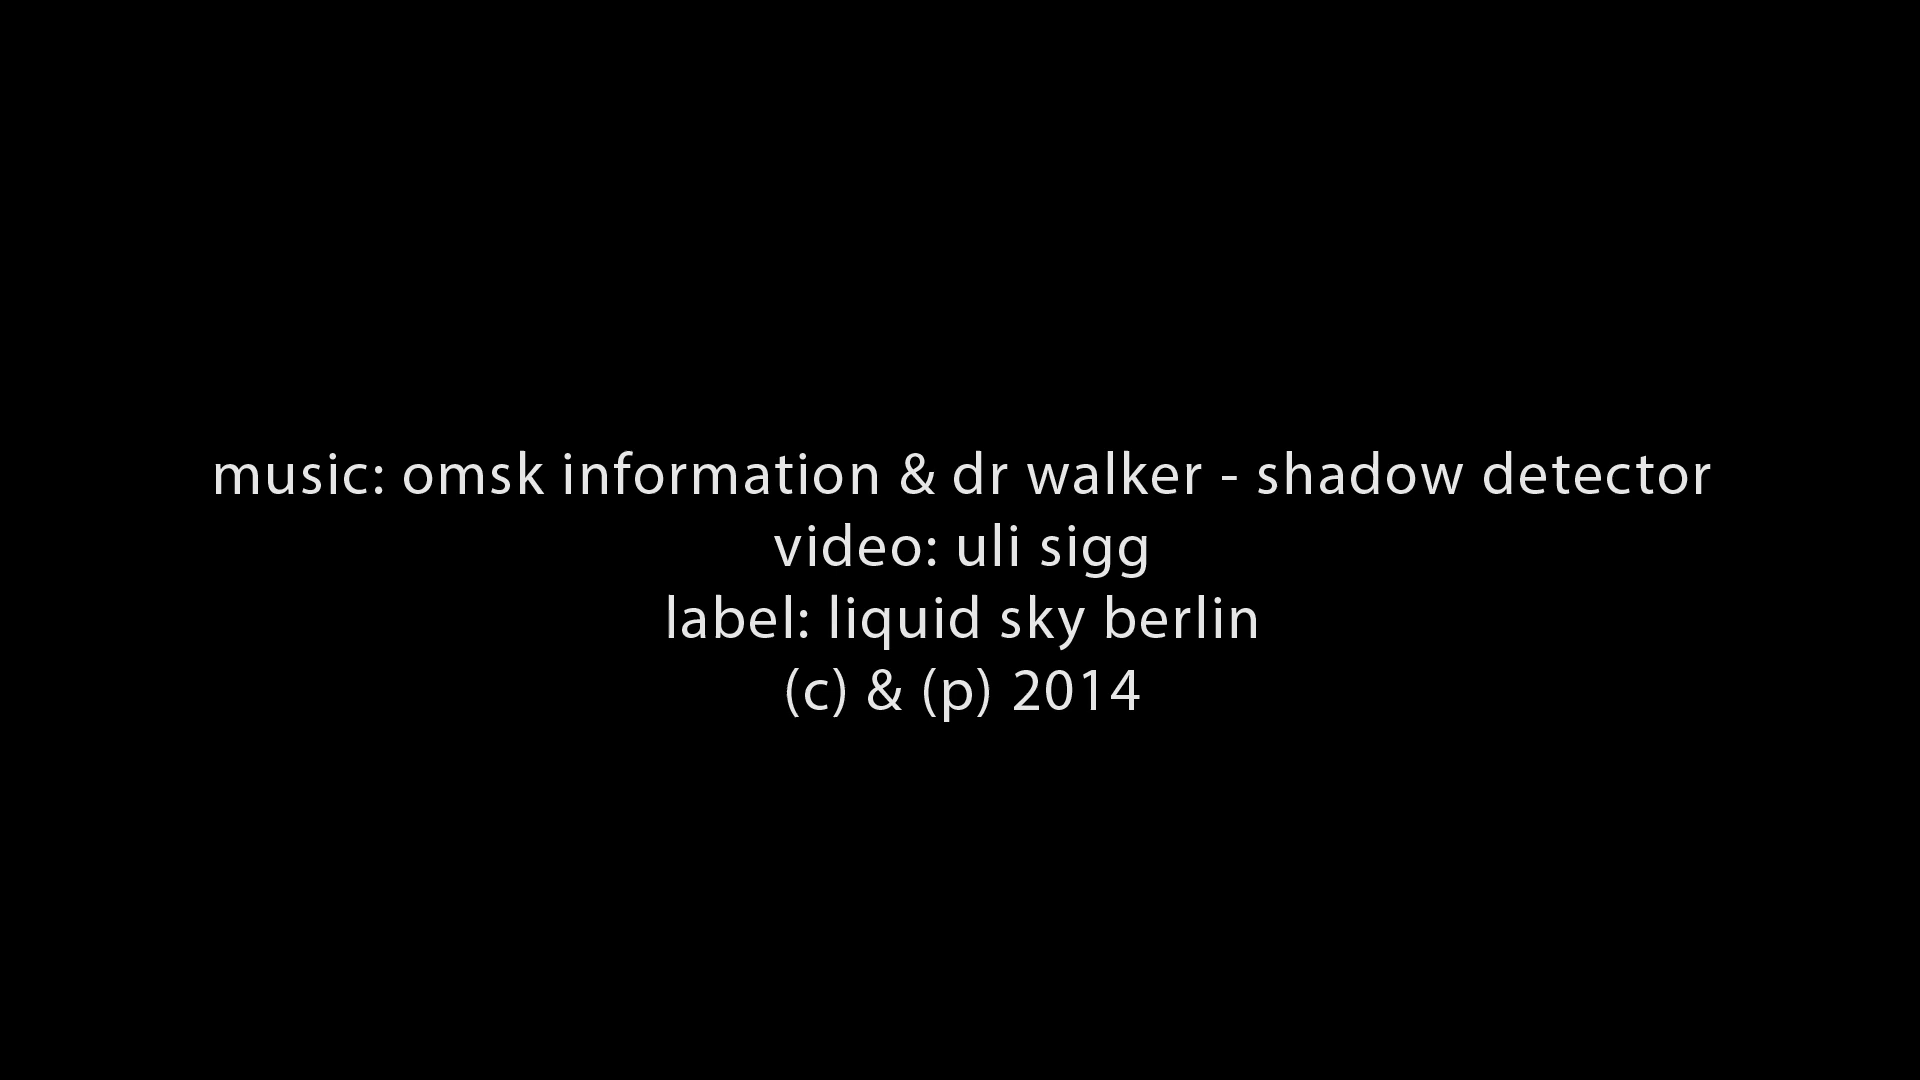 music: omsk information & dr walker - shadow detector
video: uli sigg
label: liquid sky berlin
(c) & (p) 2014